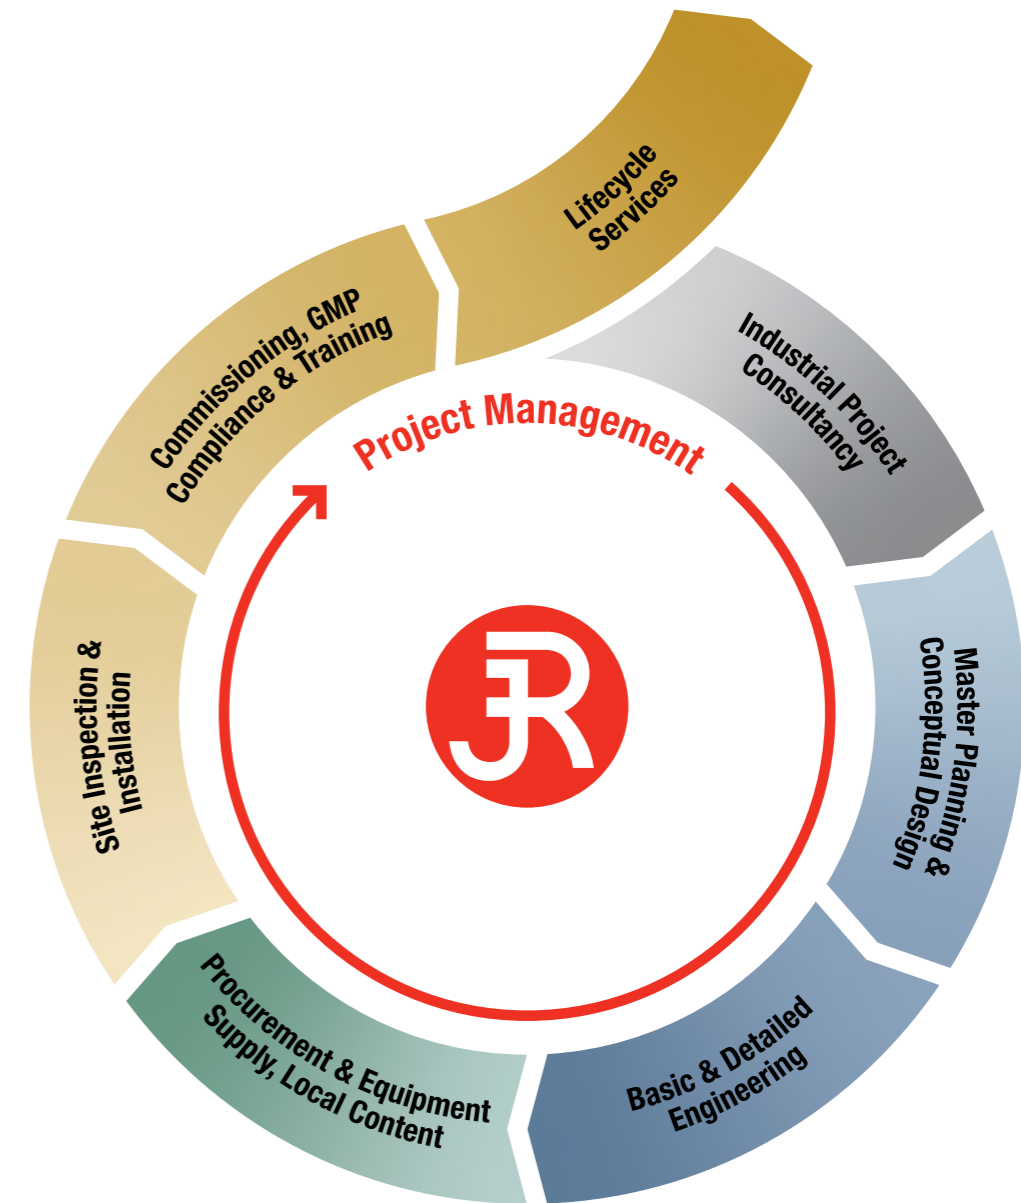 Lifecycle
Services
Industrial Project
Consultancy
Master Planning &
Conceptual Design
Basic & Detailed
Engineering
Procurement & Equipment
Supply, Local Content
Site Inspection &
Installation
Commissioning, GMP
Compliance & Training
Project Management
JR